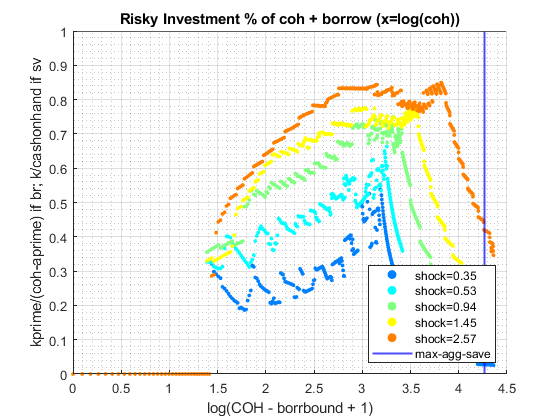 Risky Investment % of coh + borrow (x=log(coh))
kprime/(coh-aprime) if br; k/cashonhand if sv
1
0.9
0.8
0.7
0.6
0.5
0.4
0.3
0.2
0.1
0
shock=0.35
shock=0.53
shock=0.94
shock=1.45
shock=2.57
max-agg-save
0 0.5 1 1.5 2 2.5 3 3.5 4 4.5
log(COH - borrbound + 1)